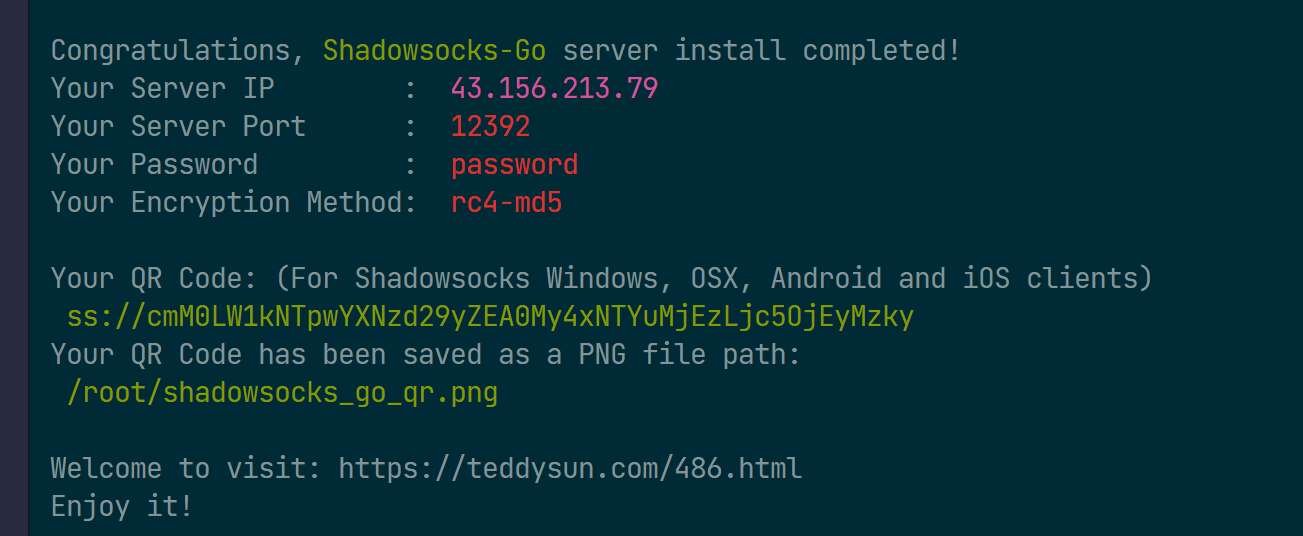 Congratulations, Shadowsocks-Go server install completed!
Your Server IP        :  43.156.213.79
Your Server Port      :  12392
Your Password         :  password
Your Encryption Method:  rc4-md5
Your QR Code: (For Shadowsocks Windows, OSX, Android and iOS clients)
ss://cmM0LW1kNTpwYXNzd29yZEA0My4xNTYuMjEzLjc5OjEyMzky
Your QR Code has been saved as a PNG file path:
/root/shadowsocks_go_qr.png
Welcome to visit: https://teddysun.com/486.html
Enjoy it!